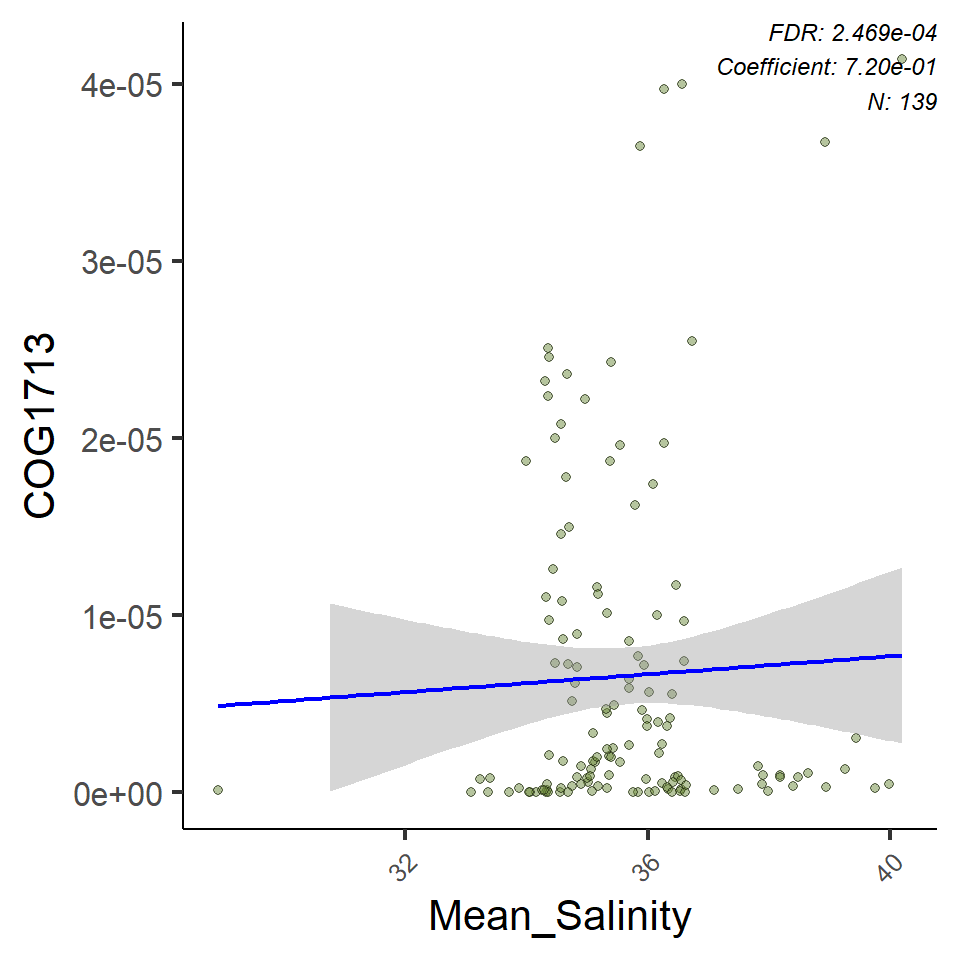 FDR: 2.469e-04
Coefficient: 7.20e-01
N: 139
4e-05
3e-05
2e-05
1e-05
0e+00
COG1713
32
36
40
Mean_Salinity